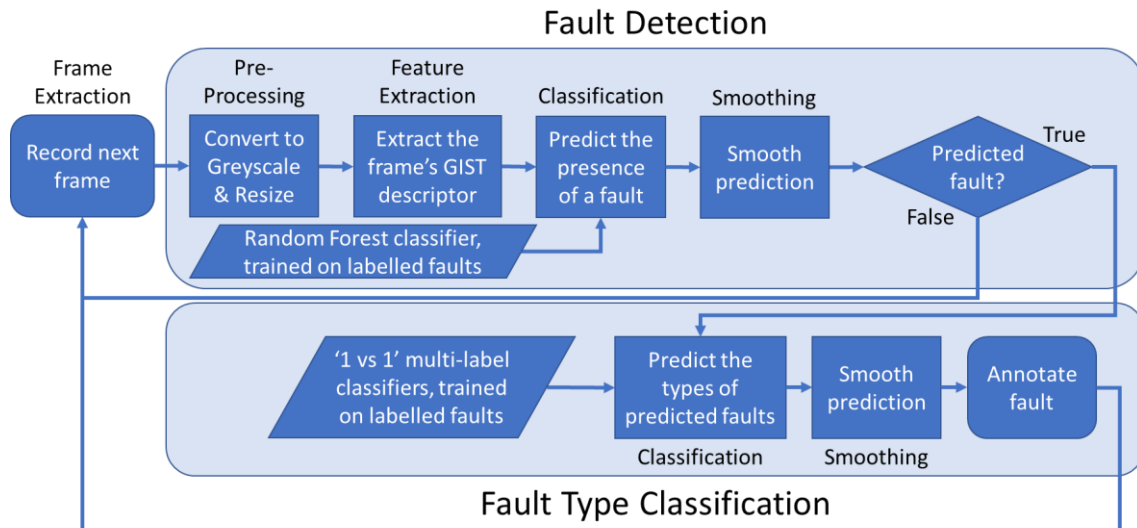 Fault Detection
Frame
Extraction
Pre-
Processing
Feature
Extraction
Classification
Smoothing
Record next
frame
Convert to
Greyscale
& Resize
Extract the
frame's GIST
descriptor
Predict the
presence
of a fault
Smooth
prediction
Predicted
fault?
True
False
Random Forest classifier,
trained on labelled faults
'1 vs 1' multi-label
classifiers, trained
on labelled faults
Predict the
types of
predicted faults
Smooth
prediction
Annotate
fault
Classification
Smoothing
Fault Type Classification